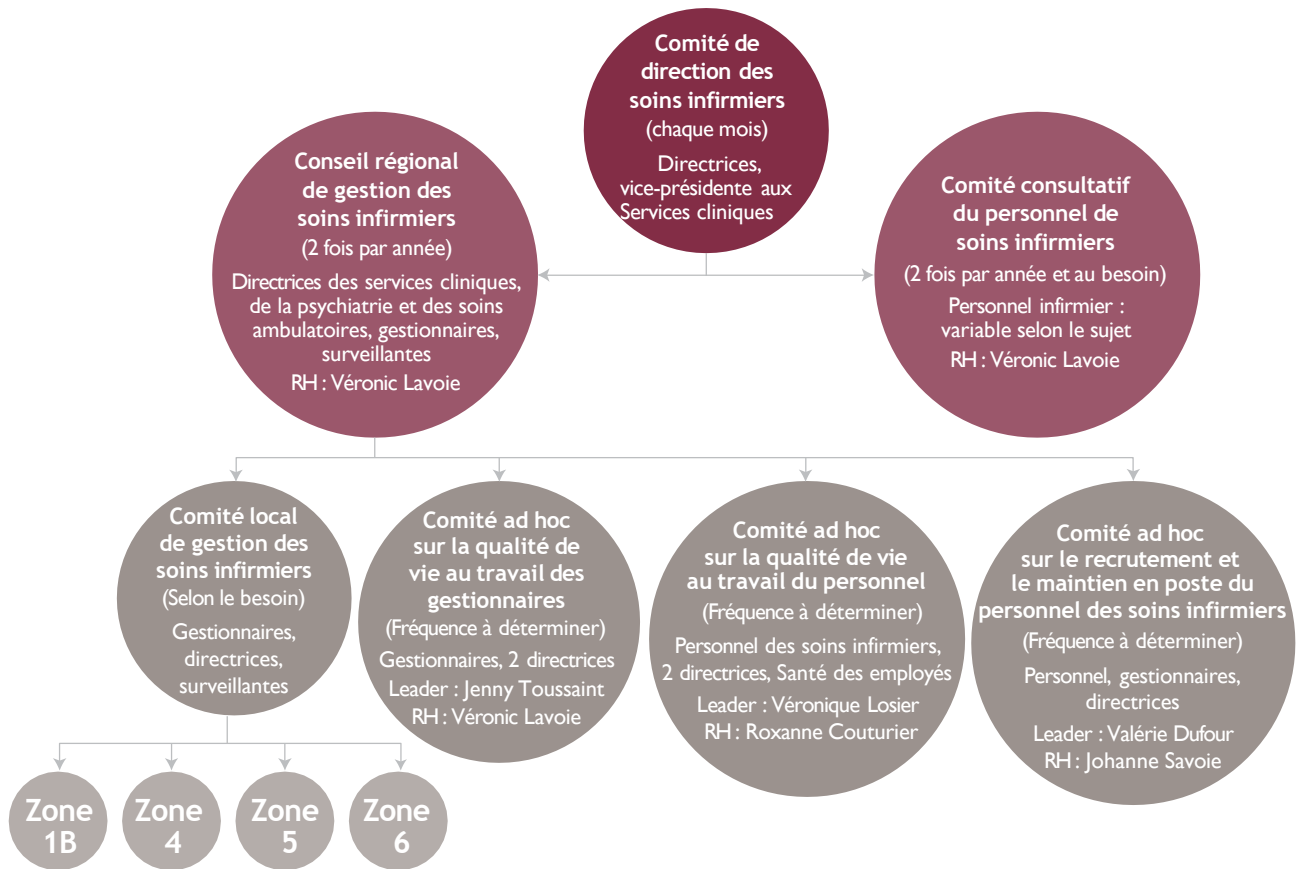 Comité de
direction des
soins infirmiers
(chaque mois)
Directrices,
vice-présidente aux
Services cliniques
Conseil régional
de gestion des
soins infirmiers
(2 fois par année)
Directrices des services cliniques,
de la psychiatrie et des soins
ambulatoires, gestionnaires,
surveillantes
RH : Véronic Lavoie
Comité consultatif
du personnel de
soins infirmiers
(2 fois par année et au besoin)
Personnel infirmier :
variable selon le sujet
RH : Véronic Lavoie
Comité local
de gestion des
soins infirmiers
(Selon le besoin)
Gestionnaires,
directrices,
surveillantes
Comité ad hoc
sur la qualité de
vie au travail des
gestionnaires
(Fréquence à déterminer)
Gestionnaires, 2 directrices
Leader : Jenny Toussaint
RH : Véronic Lavoie
Comité ad hoc
sur la qualité de vie
au travail du personnel
(Fréquence à déterminer)
Personnel des soins infirmiers,
2 directrices, Santé des employés
Leader : Véronique Losier
RH : Roxanne Couturier
Comité ad hoc
sur le recrutement et
le maintien en poste du
personnel des soins infirmiers
(Fréquence à déterminer)
Personnel, gestionnaires,
directrices
Leader : Valérie Dufour
RH : Johanne Savoie
Zone
1B
Zone
4
Zone
5
Zone
6